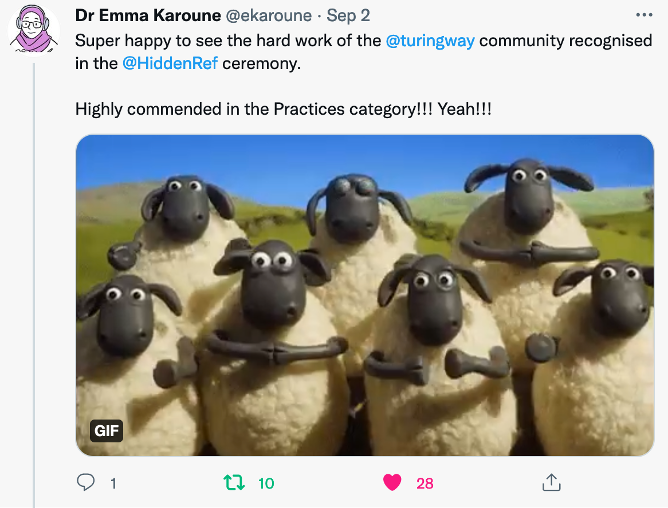 Dr Emma Karoune @ekaroune · Sep 2 ...
Super happy to see the hard work of the @turingway community recognised
in the @HiddenRef ceremony.
Highly commended in the Practices category!!! Yeah!!!
GIF
1 10 28